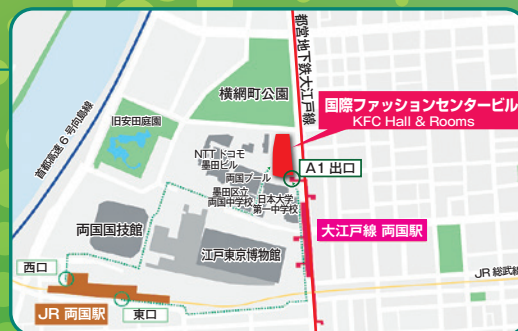 都営地下鉄大江戸線
横網町公園
国際ファッションセンタービル
KFC Hall & Rooms
首都高速6号向島線
旧安田庭園
NTTドコモ
墨田ビル
両国プール
A1 出口
墨田区立
両国中学校
日本大学
第一中学校
両国国技館
大江戸線 両国駅
江戸東京博物館
西口
JR 総武線
JR 両国駅
東口